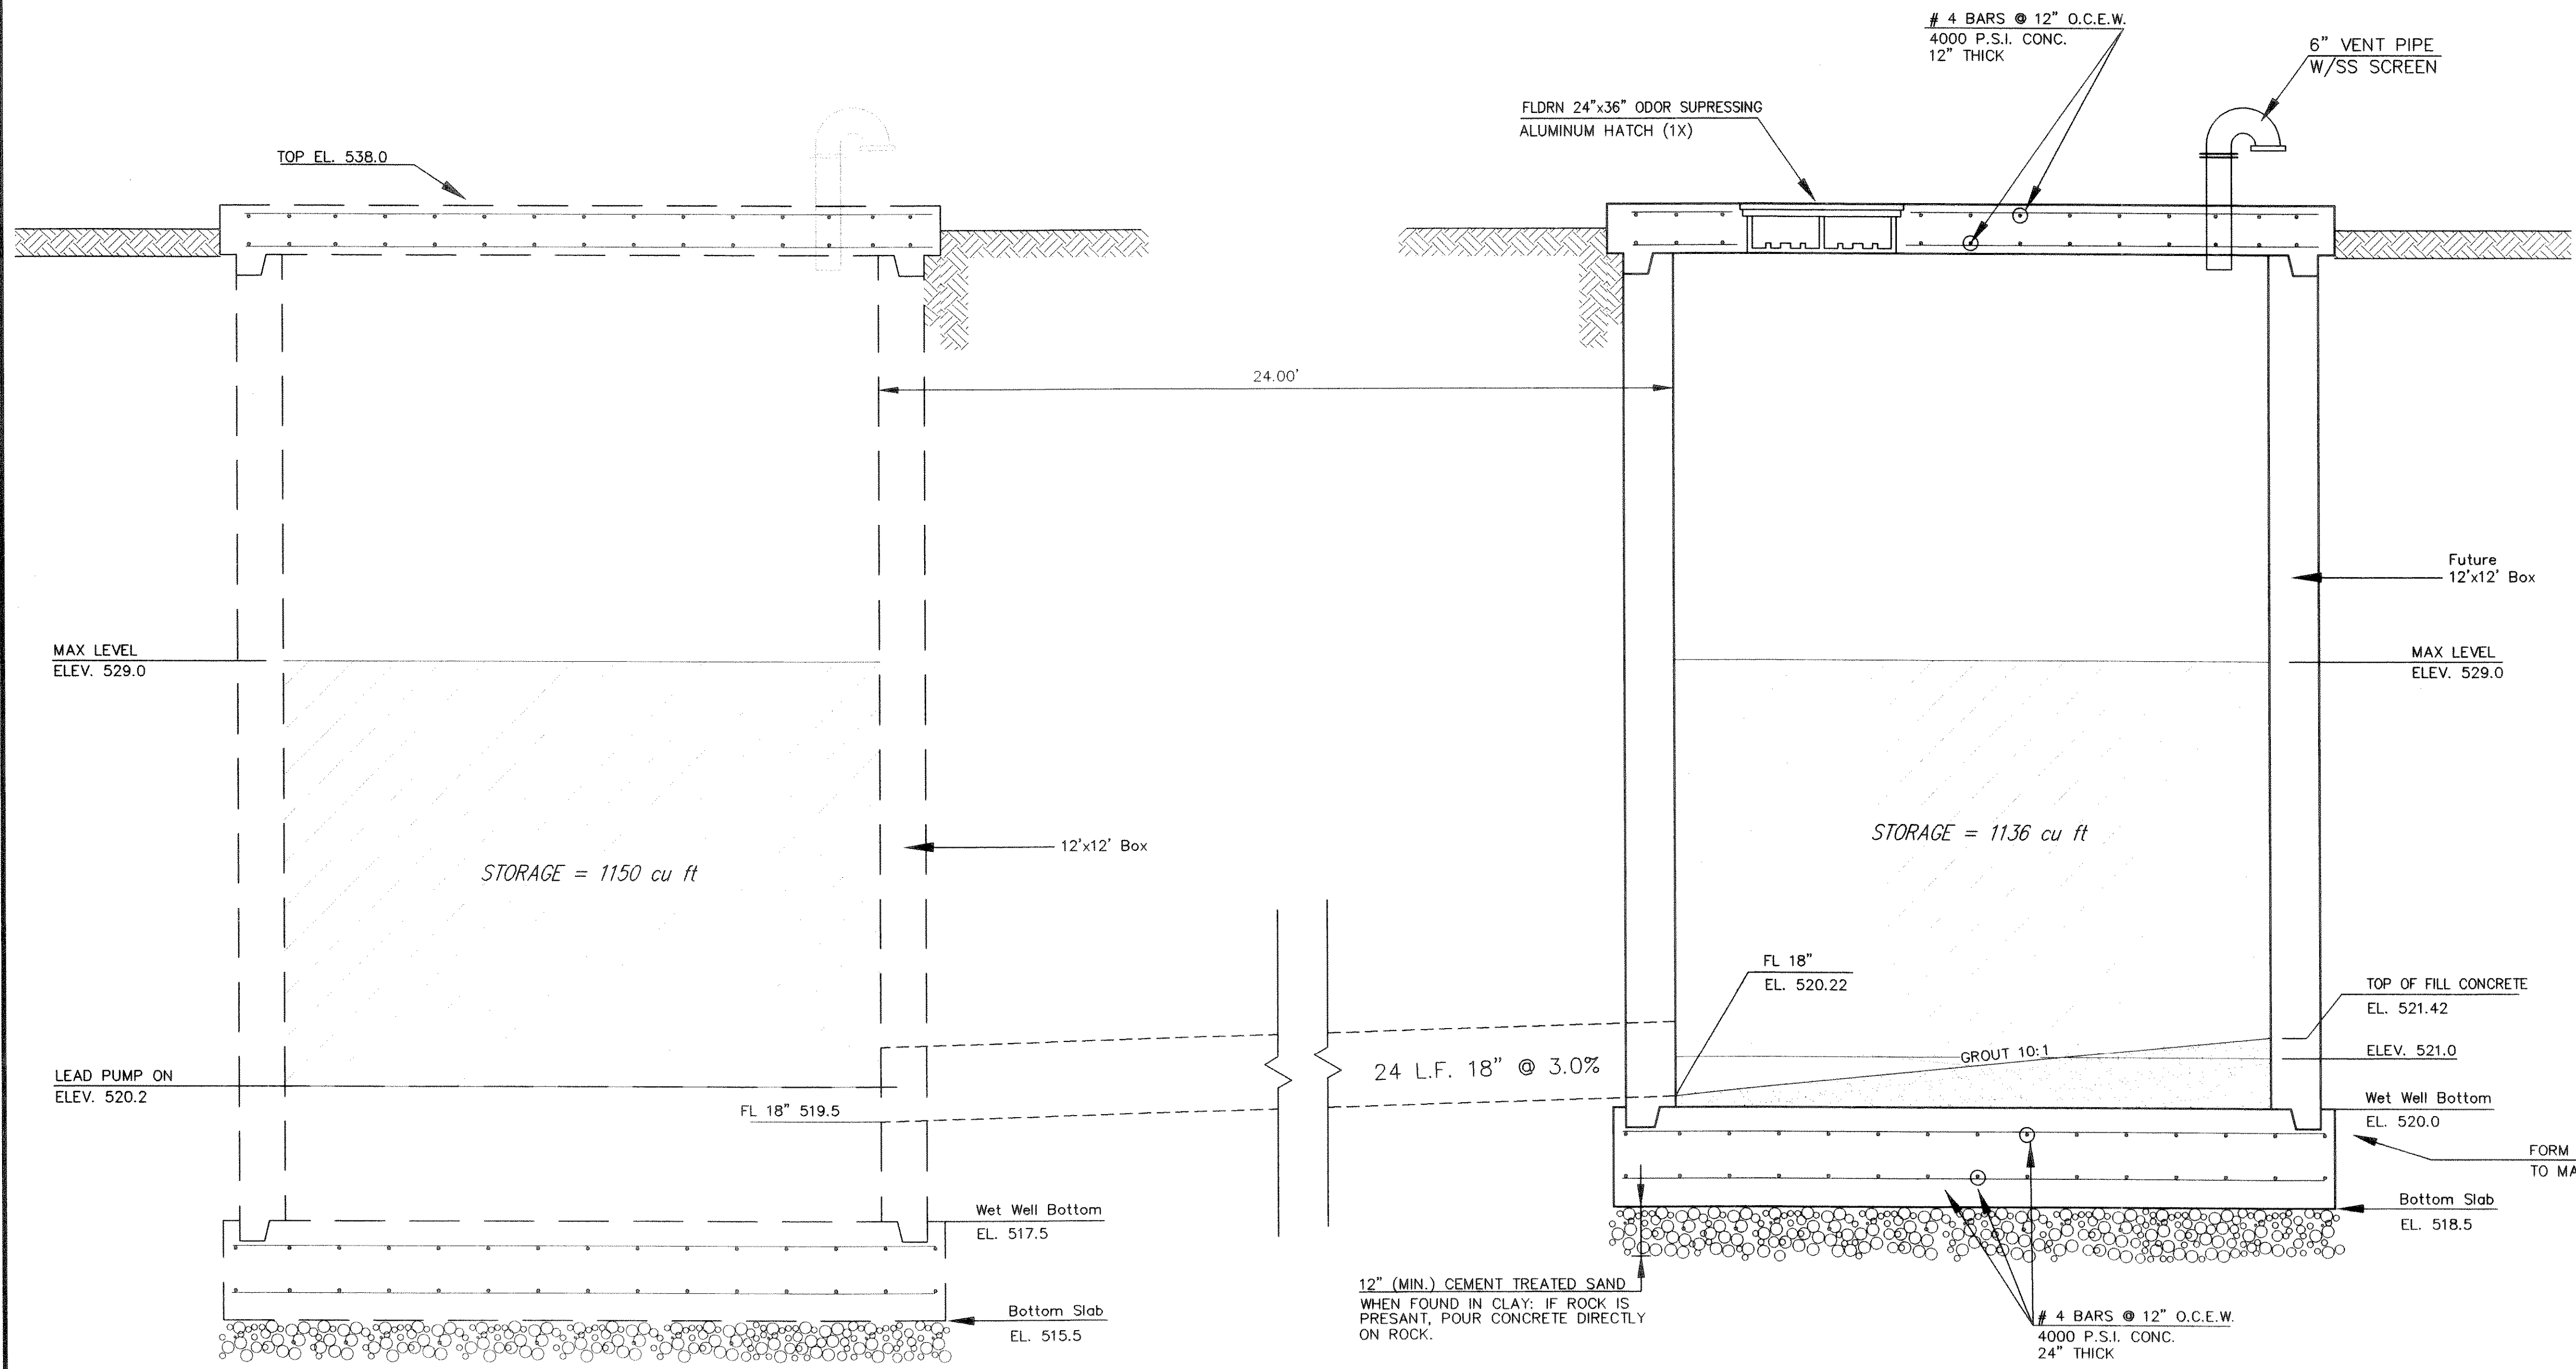 # 4 BARS @ 12" O.C.E.W.
4000 P.S.I. CONC.
12" THICK
6" VENT PIPE
W/SS SCREEN
FLDRN 24"x36" ODOR SUPRESSING
ALUMINUM HATCH (1X)
TOP EL. 538.0
24.00'
Future
12'x12' Box
MAX LEVEL
ELEV. 529.0
MAX LEVEL
ELEV. 529.0
STORAGE = 1136 cu ft
12'x12' Box
STORAGE = 1150 cu ft
FL 18"
EL. 520.22
TOP OF FILL CONCRETE
EL. 521.42
GROUT 10:1
ELEV. 521.0
24 L.F. 18" @ 3.0%
LEAD PUMP ON
ELEV. 520.2
FL 18" 519.5
Wet Well Bottom
EL. 520.0
FORM
TO MA
Wet Well Bottom
EL. 517.5
Bottom Slab
EL. 518.5
12" (MIN.) CEMENT TREATED SAND
WHEN FOUND IN CLAY: IF ROCK IS
PRESANT, POUR CONCRETE DIRECTLY
ON ROCK.
Bottom Slab
EL. 515.5
# 4 BARS @ 12" O.C.E.W.
4000 P.S.I. CONC.
24" THICK